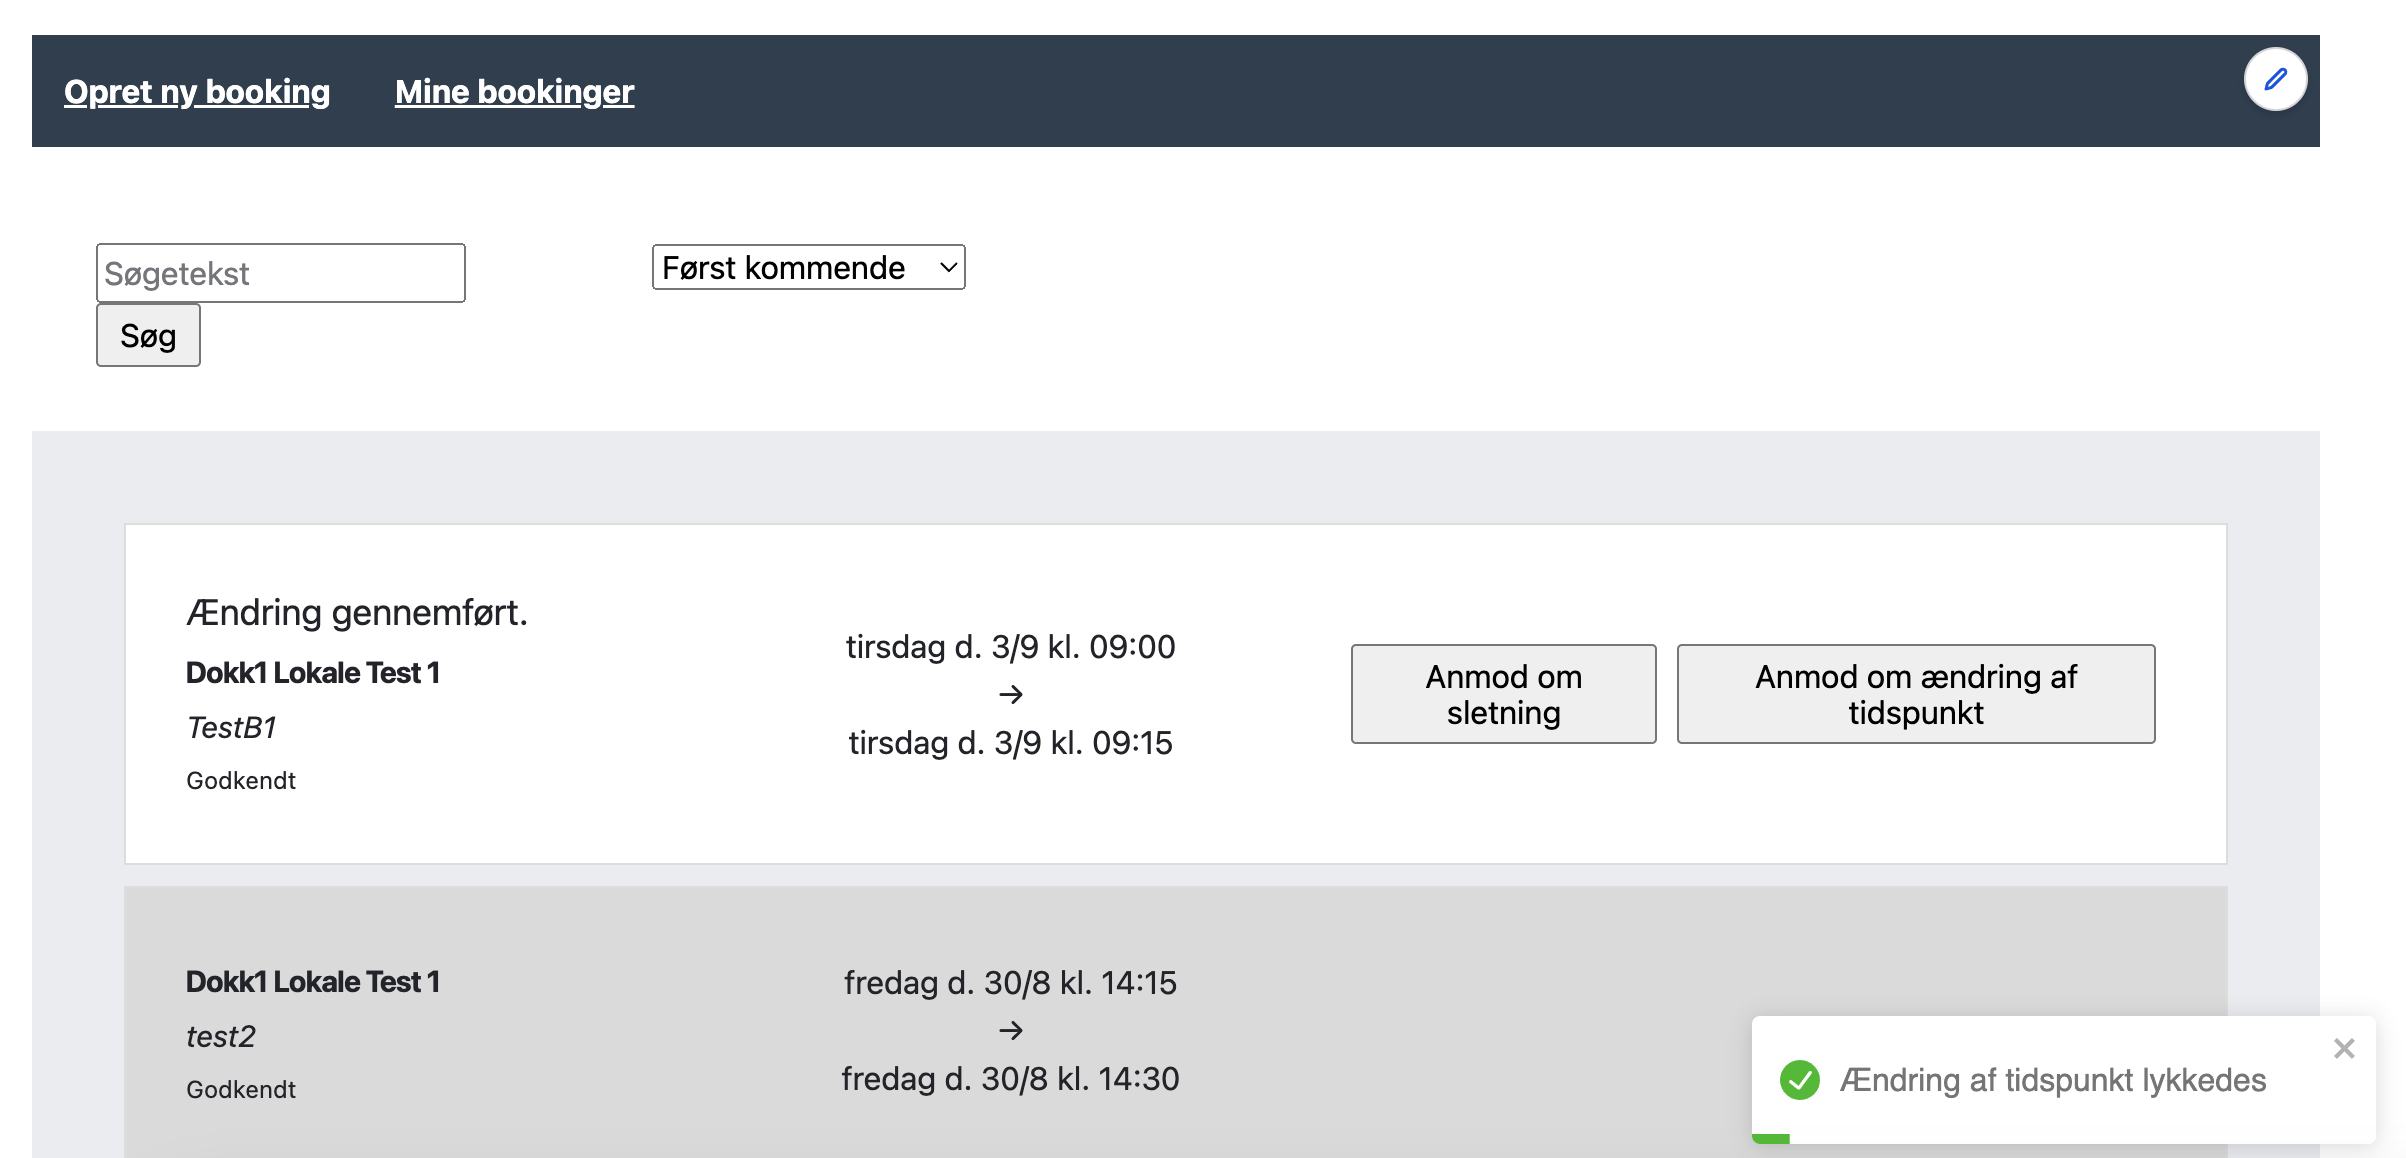 Opret ny booking
Mine bookinger
Søgetekst
Først kommende
Søg
Ændring gennemført.
Dokk1 Lokale Test 1
TestB1
Godkendt
tirsdag d. 3/9 kl. 09:00
→
tirsdag d. 3/9 kl. 09:15
Anmod om
sletning
Anmod om ændring af
tidspunkt
Dokk1 Lokale Test 1
test2
Godkendt
fredag d. 30/8 kl. 14:15
→
fredag d. 30/8 kl. 14:30
Ændring af tidspunkt lykkedes